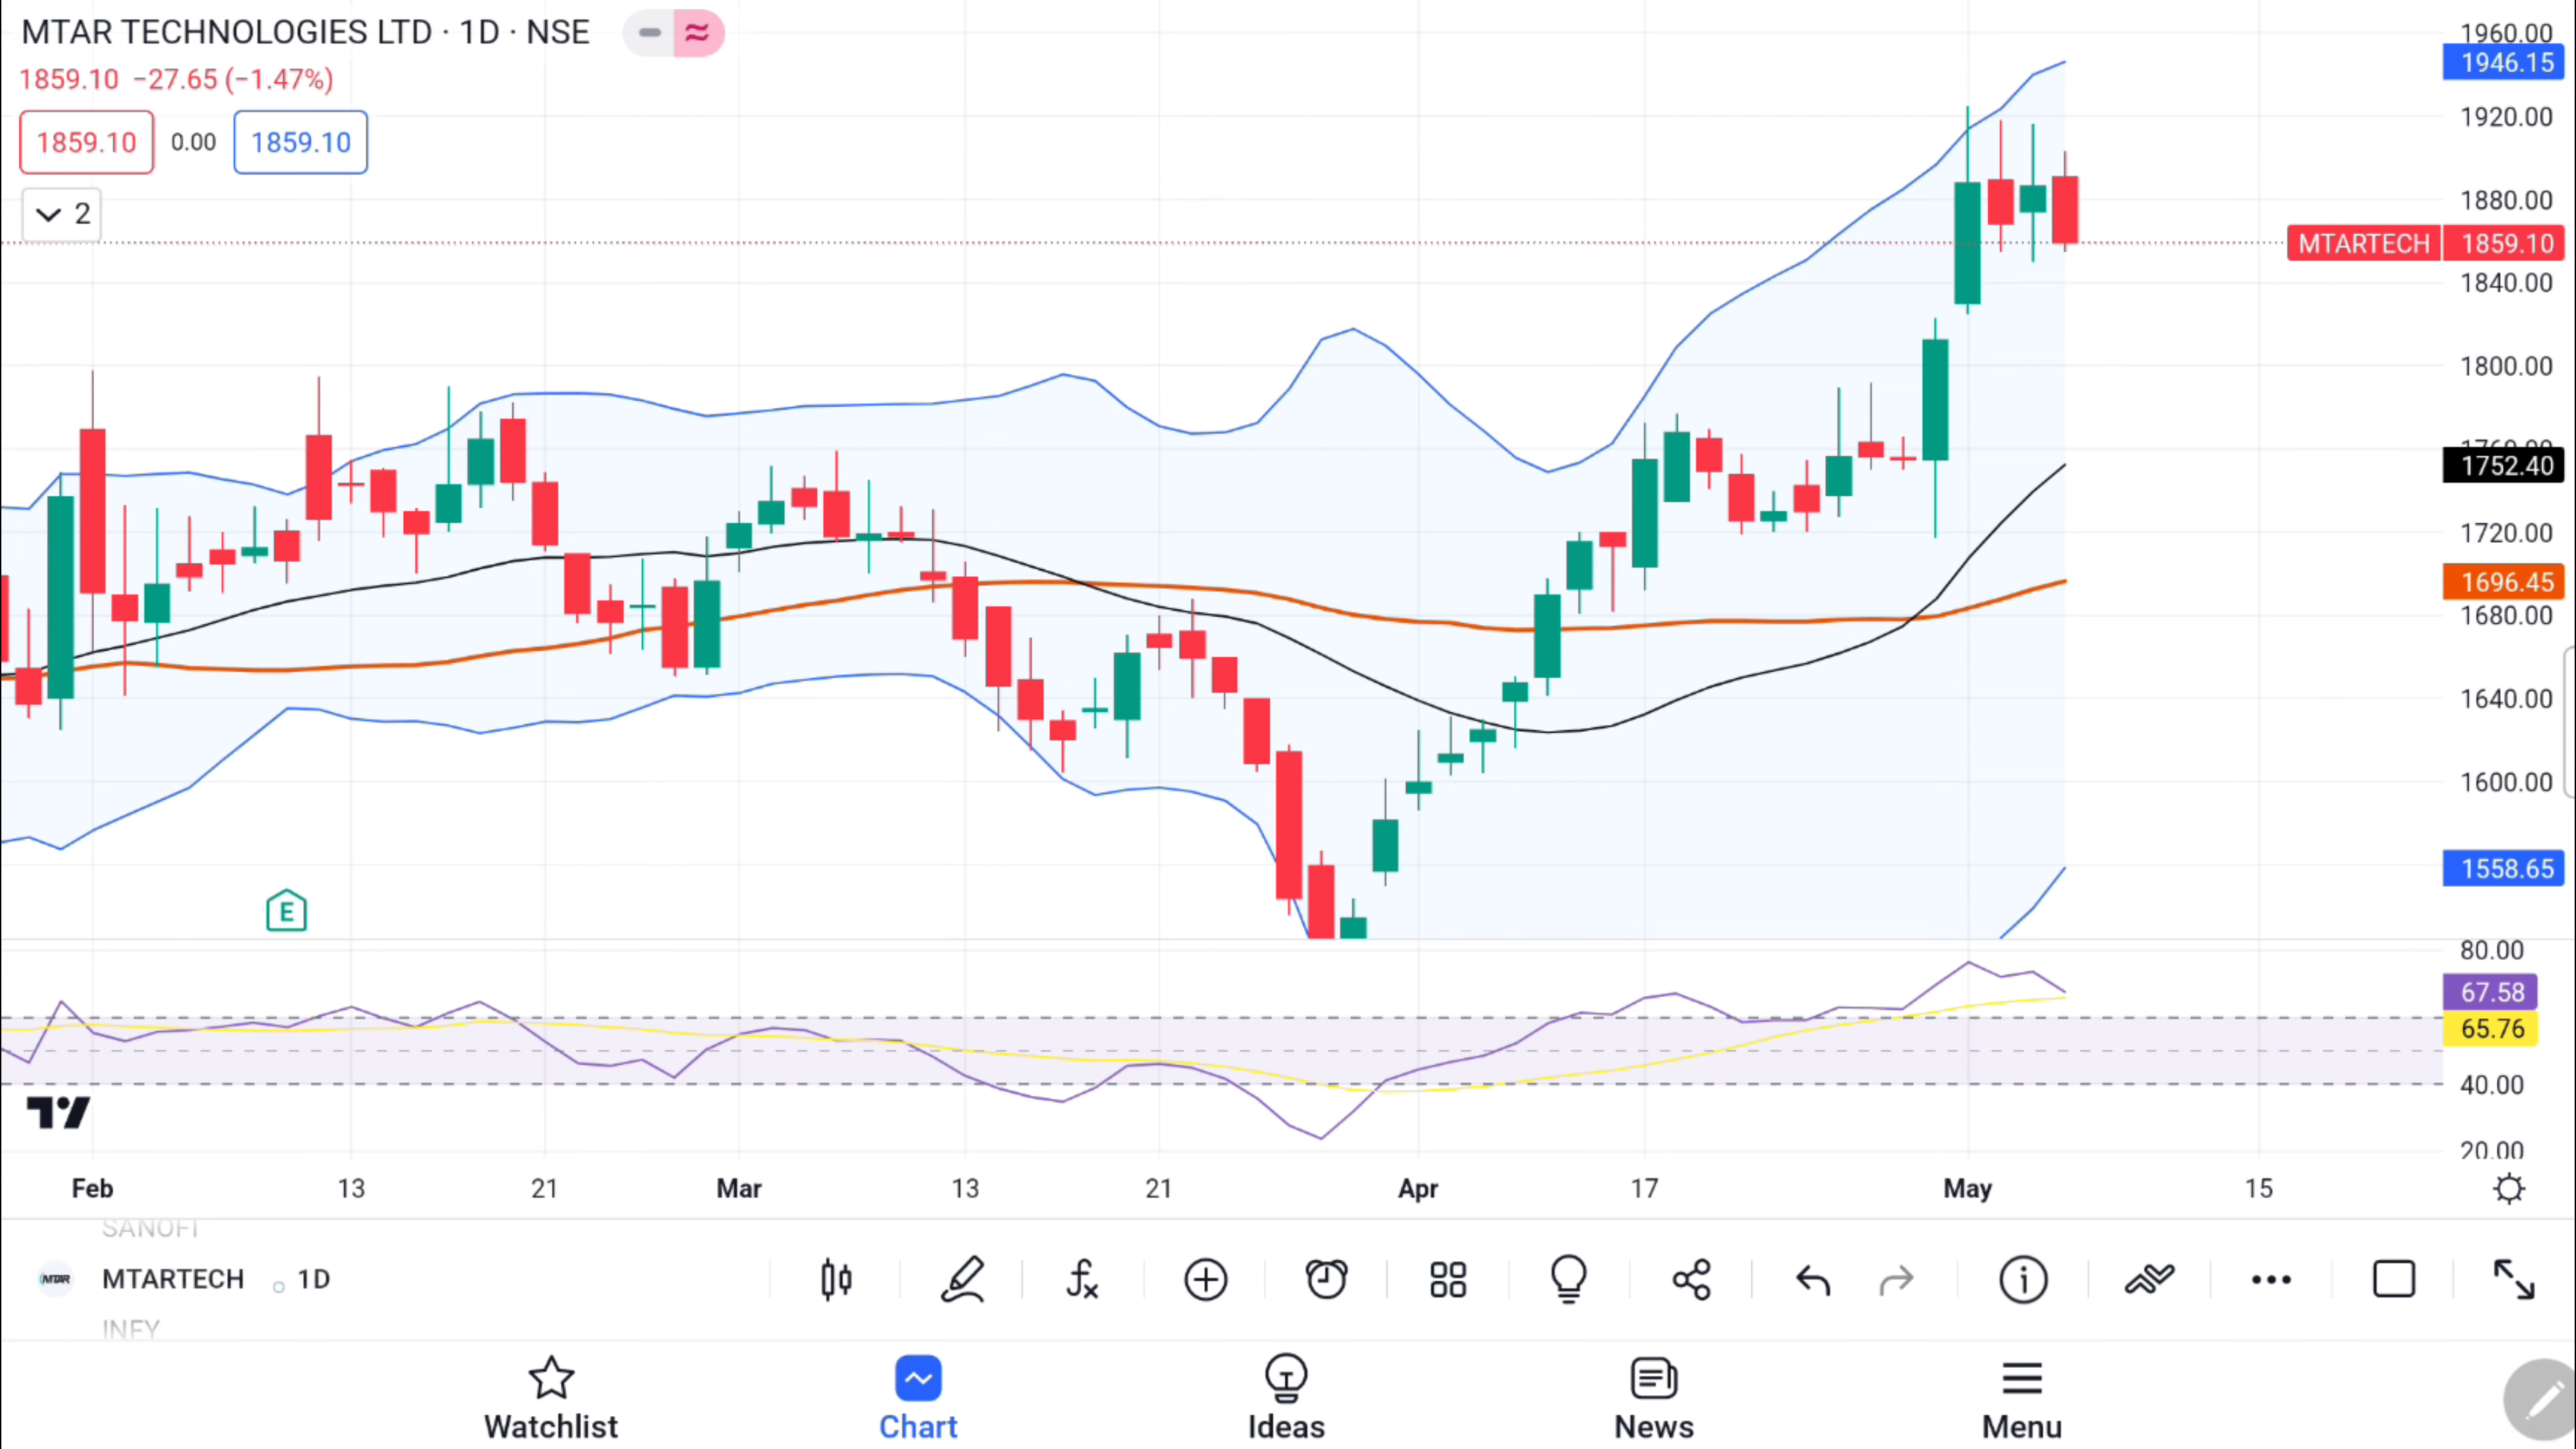 MTAR TECHNOLOGIES LTD · 1D · NSE
1859.10 −27.65 (−1.47%)
1859.10 0.00 1859.10
2
1960.00
1946.15
1920.00
1880.00
MTARTECH 1859.10
1840.00
1800.00
1760.00
1752.40
1720.00
1696.45
1680.00
1640.00
1600.00
1558.65
E
80.00
67.58
65.76
40.00
20.00
Feb 13 21 Mar 13 21 Apr 17 May 15
SANOFI
MTAR MTARTECH 1D
INFY
Watchlist Chart Ideas News Menu